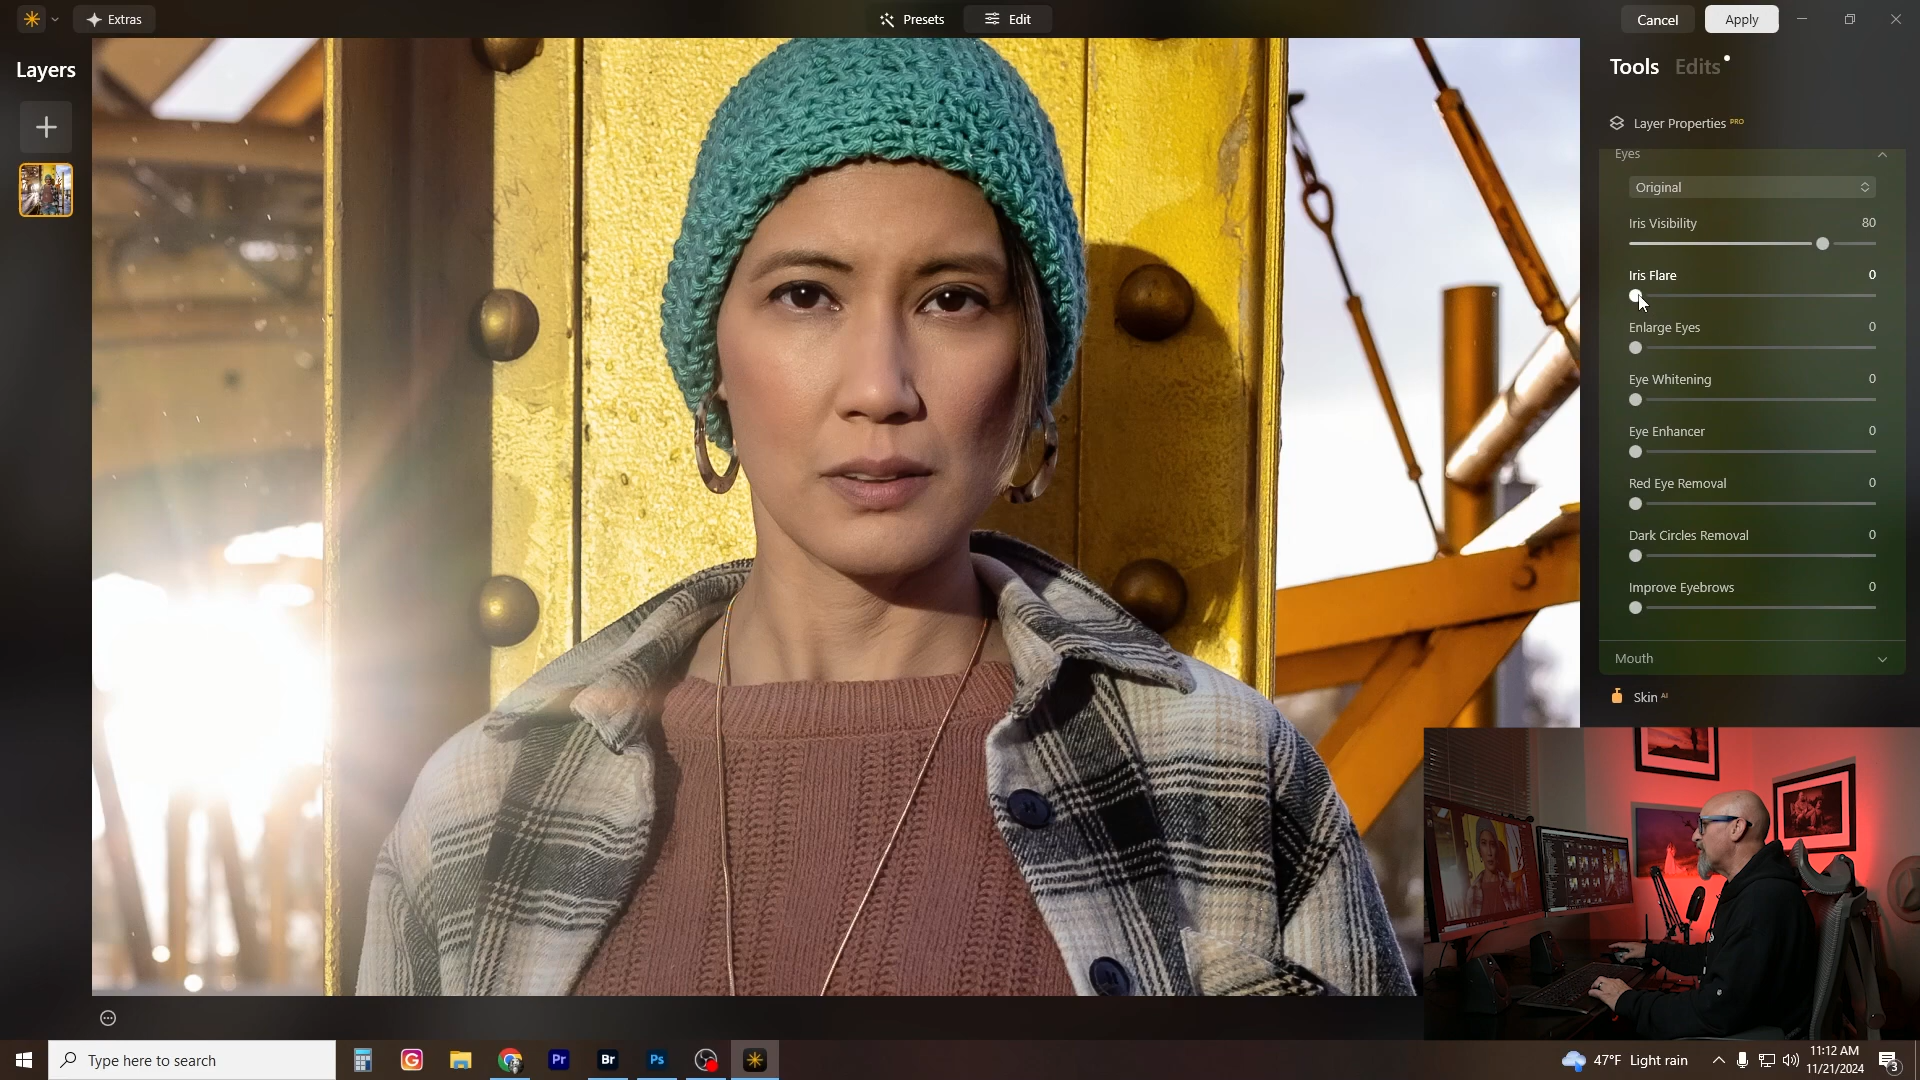 Extras
Presets
Edit
Cancel
Apply
Layers
Tools
Edits
Layer Properties PRO
Eyes
Original
Iris Visibility 80
Iris Flare 0
Enlarge Eyes 0
Eye Whitening 0
Eye Enhancer 0
Red Eye Removal 0
Dark Circles Removal 0
Improve Eyebrows 0
Mouth
Skin AI
Type here to search
G
Pr
Br
Ps
47°F Light rain
11:12 AM
11/21/2024
3